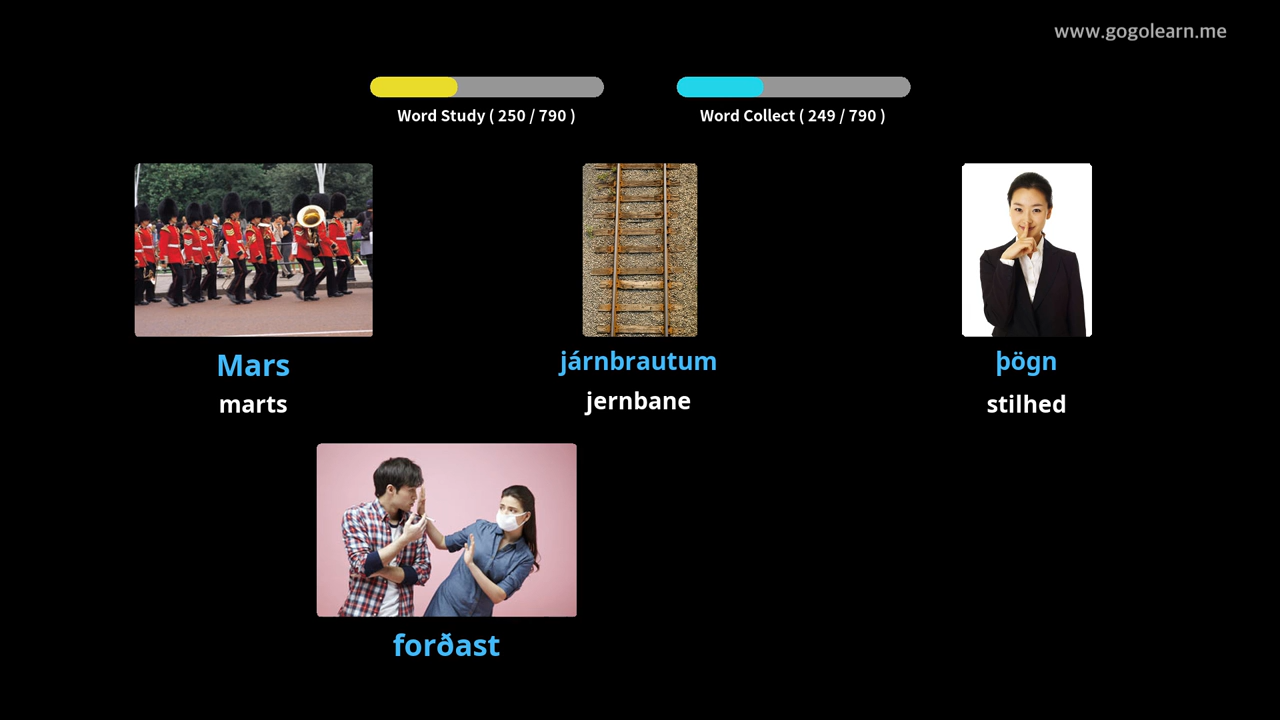 www.gogolearn.me
Word Study ( 250 / 790 )
Word Collect ( 249 / 790 )
Mars
marts
járnbrautum
jernbane
þögn
stilhed
forðast